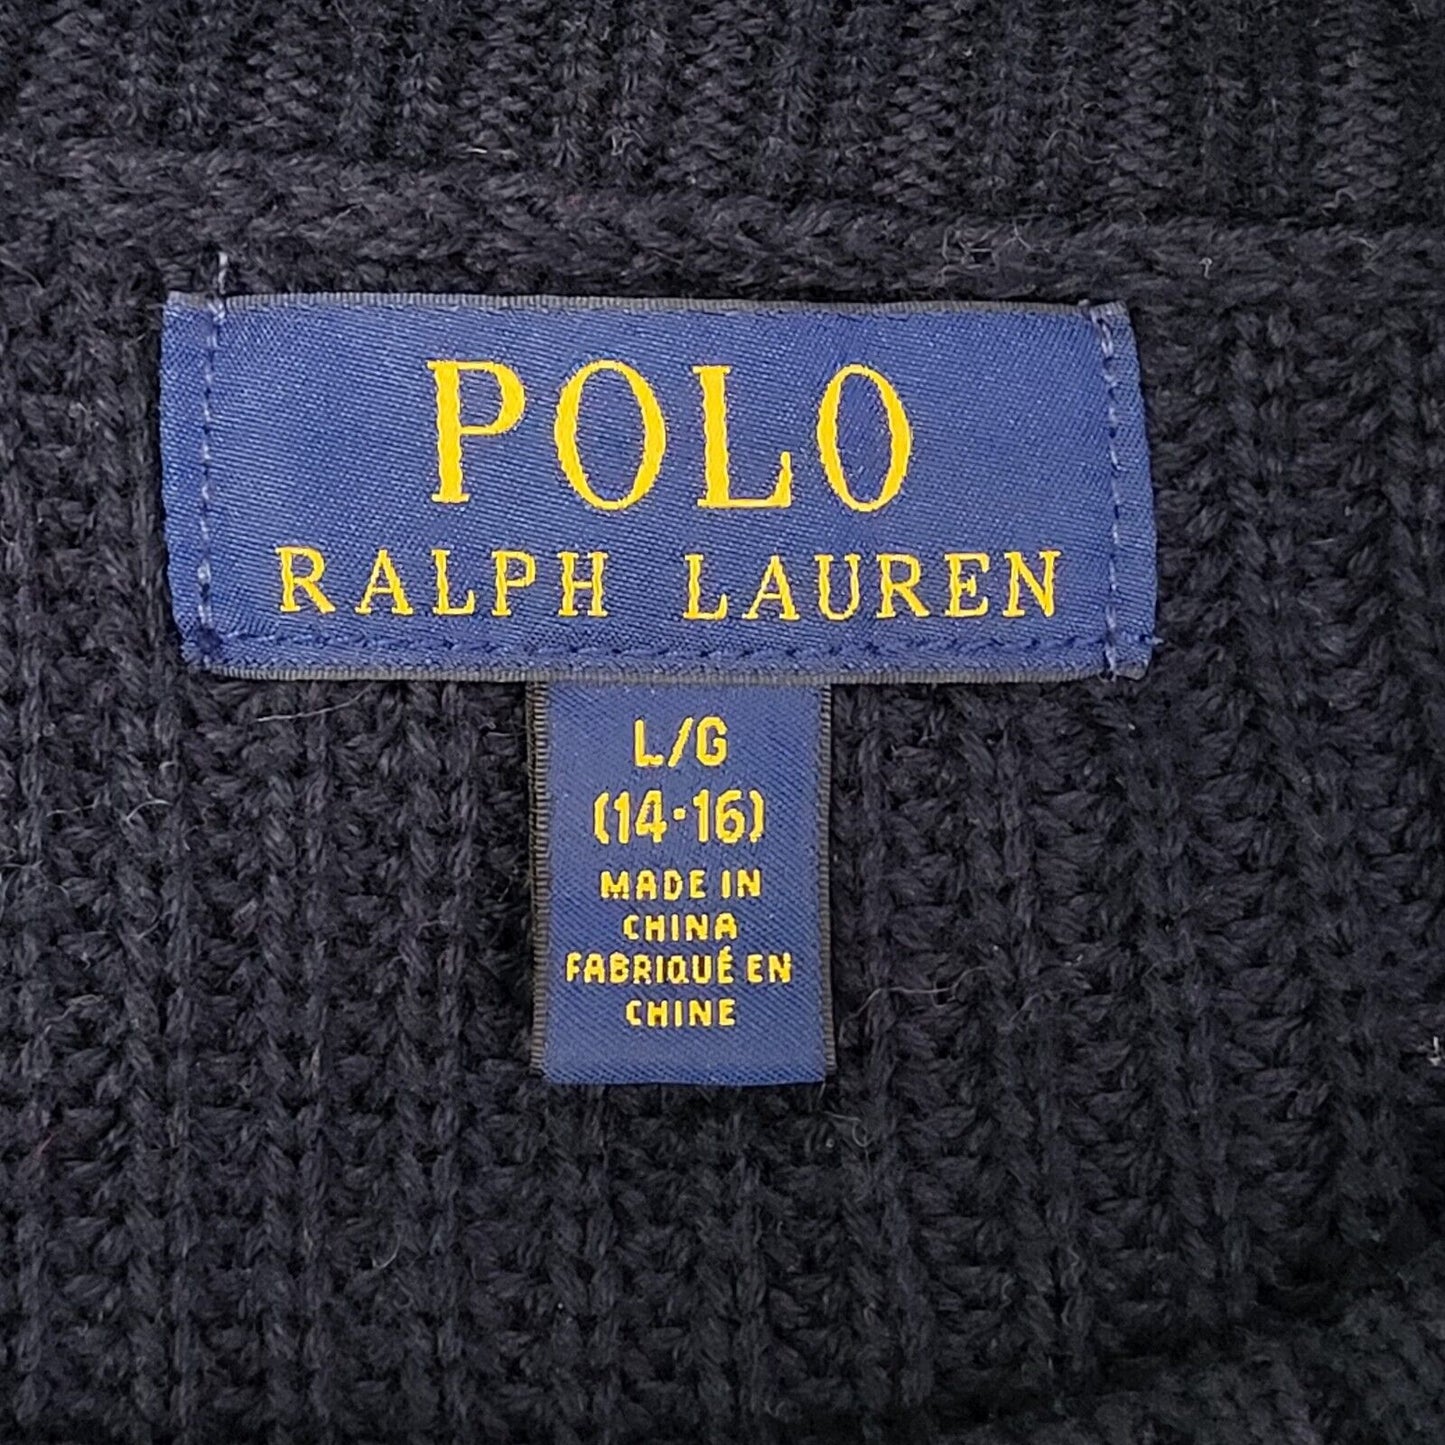 POLO
RALPH LAUREN
L/G
(14-16)
MADE IN
CHINA
FABRIQUÉ EN
CHINE